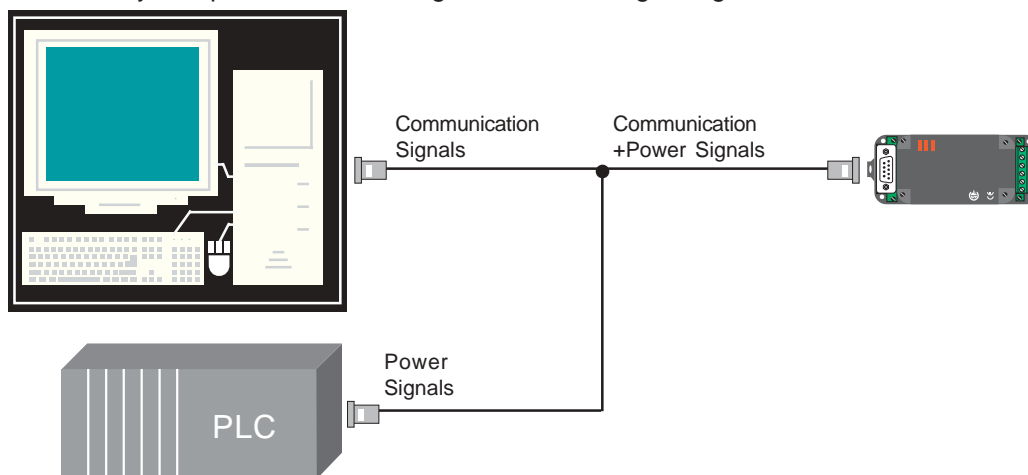 Communication
Signals
Communication
+Power Signals
Power
Signals
PLC